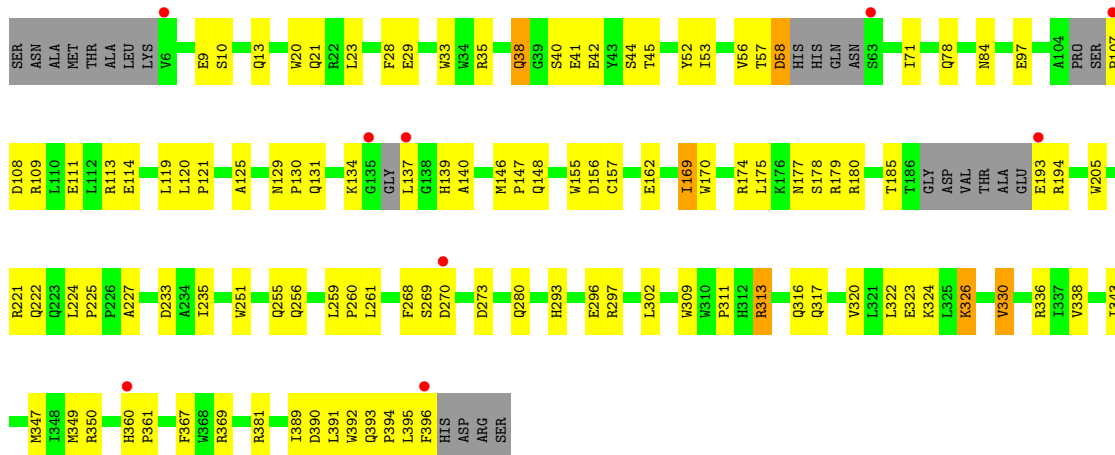 SER ASN ALA MET THR ALA LEU LYS V6 E9 S10 Q13 W20 Q21 R22 L23 F28 E29 W33 W34 R35 Q38 G39 S40 E41 E42 Y43 S44 T45 Y52 I53 V56 T57 D58 HIS HIS GLN ASN S63 I71 Q78 N84 E97 A104 PRO SER
D108 R109 L110 E111 L112 R113 E114 L119 L120 P121 A125 N129 P130 Q131 K134 G135 GLY L137 G138 H139 A140 M146 P147 Q148 W155 D156 C157 E162 I169 W170 R174 L175 K176 N177 S178 R179 R180 T185 T186 GLY ASP VAL THR ALA GLU E193 R194 W205
R221 Q222 Q223 L224 P225 P226 A227 D233 A234 I235 W251 Q255 Q256 L259 P260 L261 F268 S269 D270 D273 Q280 H293 E296 R297 L302 W309 W310 P311 H312 R313 Q316 Q317 V320 L321 L322 E323 K324 L325 K326 V330 R336 I337 V338
M347 I348 M349 R350 H360 P361 F367 W368 R369 R381 I389 D390 L391 W392 Q393 P394 L395 F396 HIS ASP ARG SER